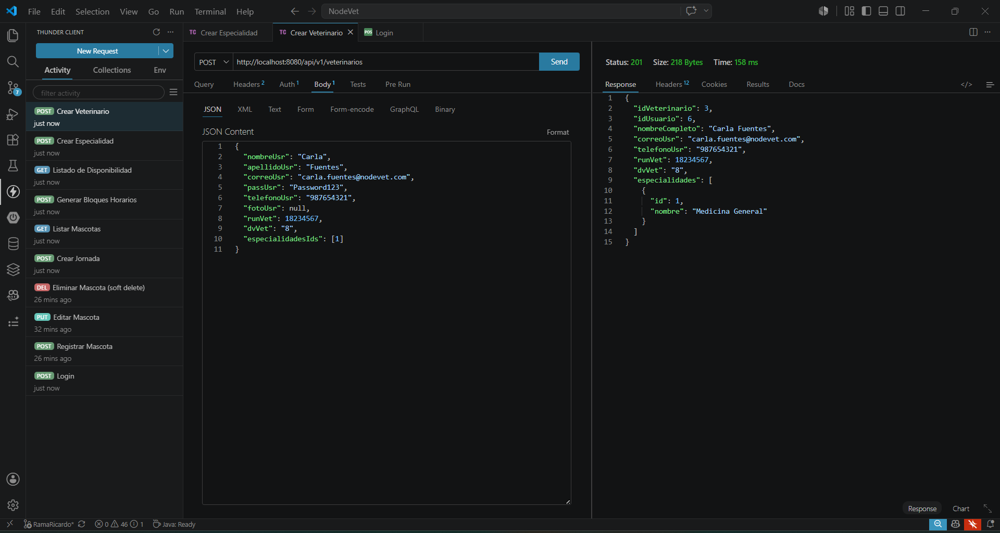 File Edit Selection View Go Run Terminal Help
NodeVet
THUNDER CLIENT
New Request
Activity Collections Env
filter activity
POST Crear Veterinario
just now
POST Crear Especialidad
just now
GET Listado de Disponibilidad
just now
POST Generar Bloques Horarios
just now
GET Listar Mascotas
just now
POST Crear Jornada
just now
DEL Eliminar Mascota (soft delete)
26 mins ago
PUT Editar Mascota
32 mins ago
POST Registrar Mascota
26 mins ago
POST Login
just now
7
TC Crear Especialidad TC Crear Veterinario POS Login
POST http://localhost:8080/api/v1/veterinarios Send
Query Headers 2 Auth 1 Body 1 Tests Pre Run
JSON XML Text Form Form-encode GraphQL Binary
JSON Content Format
1 {
2 "nombreUsr": "Carla",
3 "apellidoUsr": "Fuentes",
4 "correoUsr": "carla.fuentes@nodevet.com",
5 "passUsr": "Password123",
6 "telefonoUsr": "987654321",
7 "fotoUsr": null,
8 "runVet": 18234567,
9 "dvVet": "8",
10 "especialidadesIds": [1]
11 }
Status: 201 Size: 218 Bytes Time: 158 ms
Response Headers 12 Cookies Results Docs </>
1 {
2 "idVeterinario": 3,
3 "idUsuario": 6,
4 "nombreCompleto": "Carla Fuentes",
5 "correoUsr": "carla.fuentes@nodevet.com",
6 "telefonoUsr": "987654321",
7 "runVet": 18234567,
8 "dvVet": "8",
9 "especialidades": [
10 {
11 "id": 1,
12 "nombre": "Medicina General"
13 }
14 ]
15 }
Response Chart
RamaRicardo* 0 46 1 Java: Ready